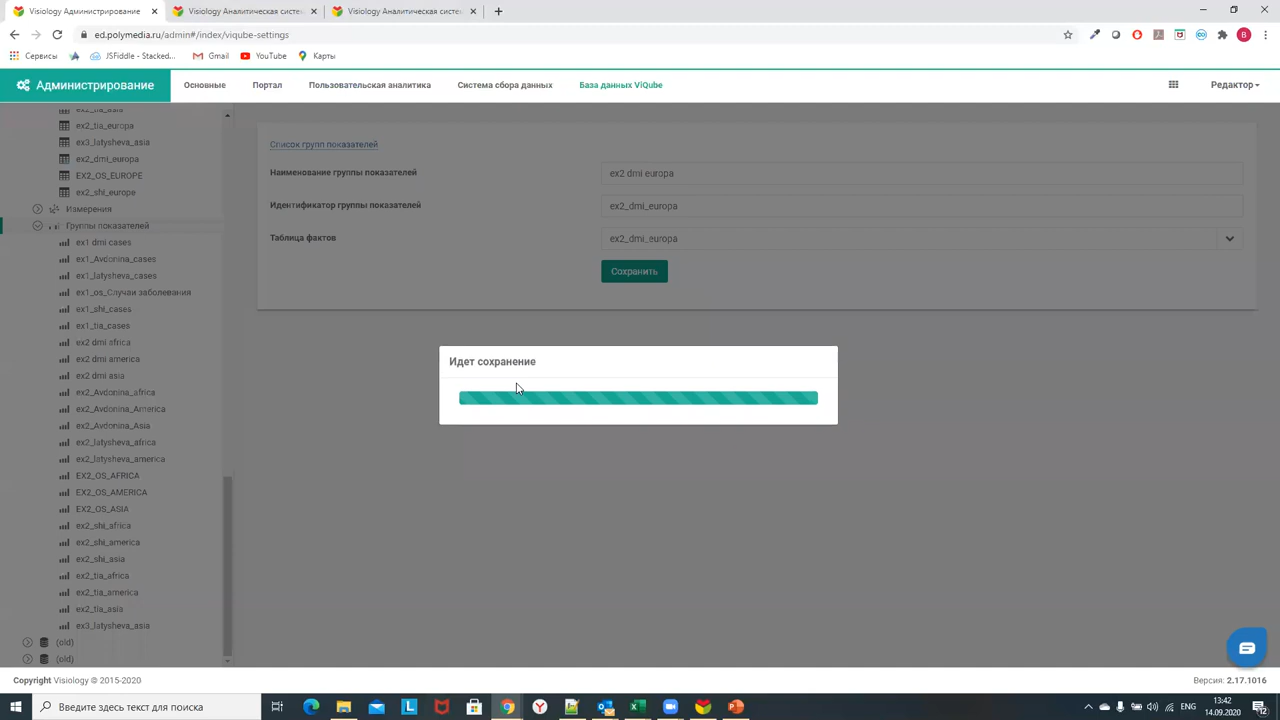 Visiology Администрирование
Visiology Аналитическая систем
Visiology Аналитическая систем
ed.polymedia.ru/admin#/index/viqube-settings
Сервисы
JSFiddle - Stacked...
Gmail
YouTube
Карты
Администрирование
Основные
Портал
Пользовательская аналитика
Система сбора данных
База данных ViQube
Редактор
ex2_tia_asia
ex2_tia_europa
ex3_latysheva_asia
ex2_dmi_europa
EX2_OS_EUROPE
ex2_shi_europe
Измерения
Группы показателей
ex1 dmi cases
ex1_Avdonina_cases
ex1_latysheva_cases
ex1_os_Случаи заболевания
ex1_shi_cases
ex1_tia_cases
ex2 dmi africa
ex2 dmi america
ex2 dmi asia
ex2_Avdonina_africa
ex2_Avdonina_America
ex2_Avdonina_Asia
ex2_latysheva_africa
ex2_latysheva_america
EX2_OS_AFRICA
EX2_OS_AMERICA
EX2_OS_ASIA
ex2_shi_africa
ex2_shi_america
ex2_shi_asia
ex2_tia_africa
ex2_tia_america
ex2_tia_asia
ex3_latysheva_asia
(old)
(old)
Список групп показателей
Наименование группы показателей
ex2 dmi europa
Идентификатор группы показателей
ex2_dmi_europa
Таблица фактов
ex2_dmi_europa
Сохранить
Идет сохранение
Copyright Visiology © 2015-2020
Версия: 2.17.1016
Введите здесь текст для поиска
ENG
13:42
14.09.2020
12